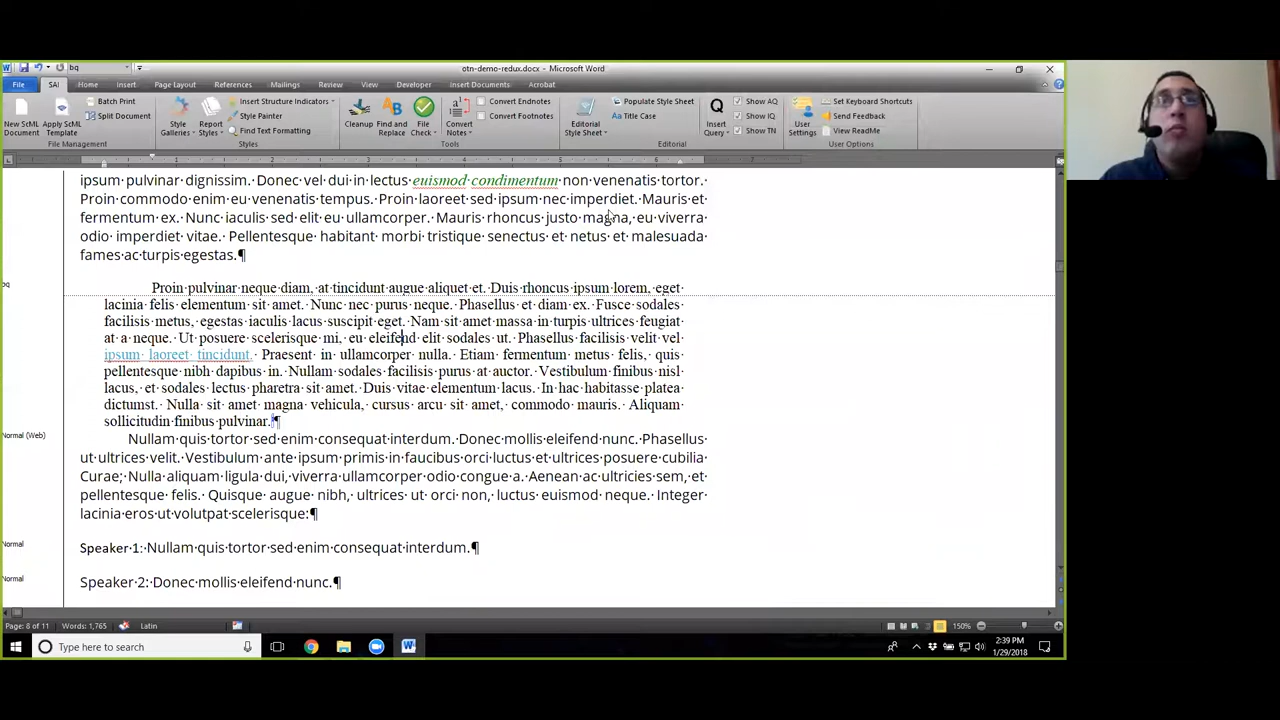 bq
otn-demo-redux.docx - Microsoft Word
File SAI Home Insert Page Layout References Mailings Review View Developer Insert Documents Acrobat
New ScML Document
Apply ScML Template
Batch Print
Split Document
File Management
Style Galleries
Report Styles
Insert Structure Indicators
Style Painter
Find Text Formatting
Styles
Cleanup
Find and Replace
File Check
Convert Notes
Convert Endnotes
Convert Footnotes
Tools
Editorial Style Sheet
Populate Style Sheet
Title Case
Insert Query
Show AQ
Show IQ
Show TN
Editorial
User Settings
Set Keyboard Shortcuts
Send Feedback
View ReadMe
User Options
1 2 3 4 5 6 7
ipsum pulvinar dignissim. Donec vel dui in lectus euismod condimentum non venenatis tortor.
Proin commodo enim eu venenatis tempus. Proin laoreet sed ipsum nec imperdiet. Mauris et
fermentum ex. Nunc iaculis sed elit eu ullamcorper. Mauris rhoncus justo magna, eu viverra
odio imperdiet vitae. Pellentesque habitant morbi tristique senectus et netus et malesuada
fames ac turpis egestas.¶
bq
Proin pulvinar neque diam, at tincidunt augue aliquet et. Duis rhoncus ipsum lorem, eget
lacinia felis elementum sit amet. Nunc nec purus neque. Phasellus et diam ex. Fusce sodales
facilisis metus, egestas iaculis lacus suscipit eget. Nam sit amet massa in turpis ultrices feugiat
at a neque. Ut posuere scelerisque mi, eu eleifend elit sodales ut. Phasellus facilisis velit vel
ipsum laoreet tincidunt. Praesent in ullamcorper nulla. Etiam fermentum metus felis, quis
pellentesque nibh dapibus in. Nullam sodales facilisis purus at auctor. Vestibulum finibus nisl
lacus, et sodales lectus pharetra sit amet. Duis vitae elementum lacus. In hac habitasse platea
dictumst. Nulla sit amet magna vehicula, cursus arcu sit amet, commodo mauris. Aliquam
sollicitudin finibus pulvinar.¶
Normal (Web)
Nullam quis tortor sed enim consequat interdum. Donec mollis eleifend nunc. Phasellus
ut ultrices velit. Vestibulum ante ipsum primis in faucibus orci luctus et ultrices posuere cubilia
Curae; Nulla aliquam ligula dui, viverra ullamcorper odio congue a. Aenean ac ultricies sem, et
pellentesque felis. Quisque augue nibh, ultrices ut orci non, luctus euismod neque. Integer
lacinia eros ut volutpat scelerisque:¶
Normal
Speaker 1: Nullam quis tortor sed enim consequat interdum.¶
Normal
Speaker 2: Donec mollis eleifend nunc.¶
Page: 8 of 11 Words: 1,765 Latin 150%
Type here to search
2:39 PM
1/29/2018